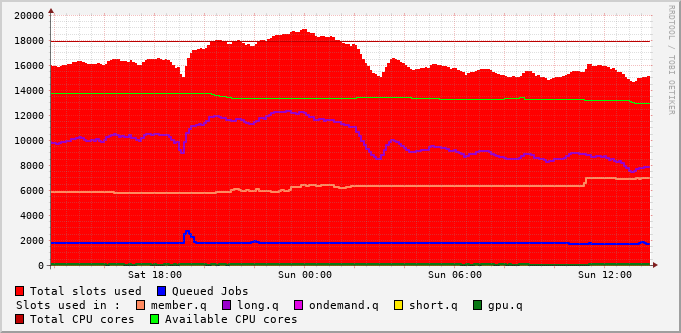 RRDTOOL / TOBI OETIKER
20000
18000
16000
14000
12000
10000
8000
6000
4000
2000
0
Sat 18:00 Sun 00:00 Sun 06:00 Sun 12:00
Total slots used Queued Jobs
Slots used in : member.q long.q ondemand.q short.q gpu.q
Total CPU cores Available CPU cores